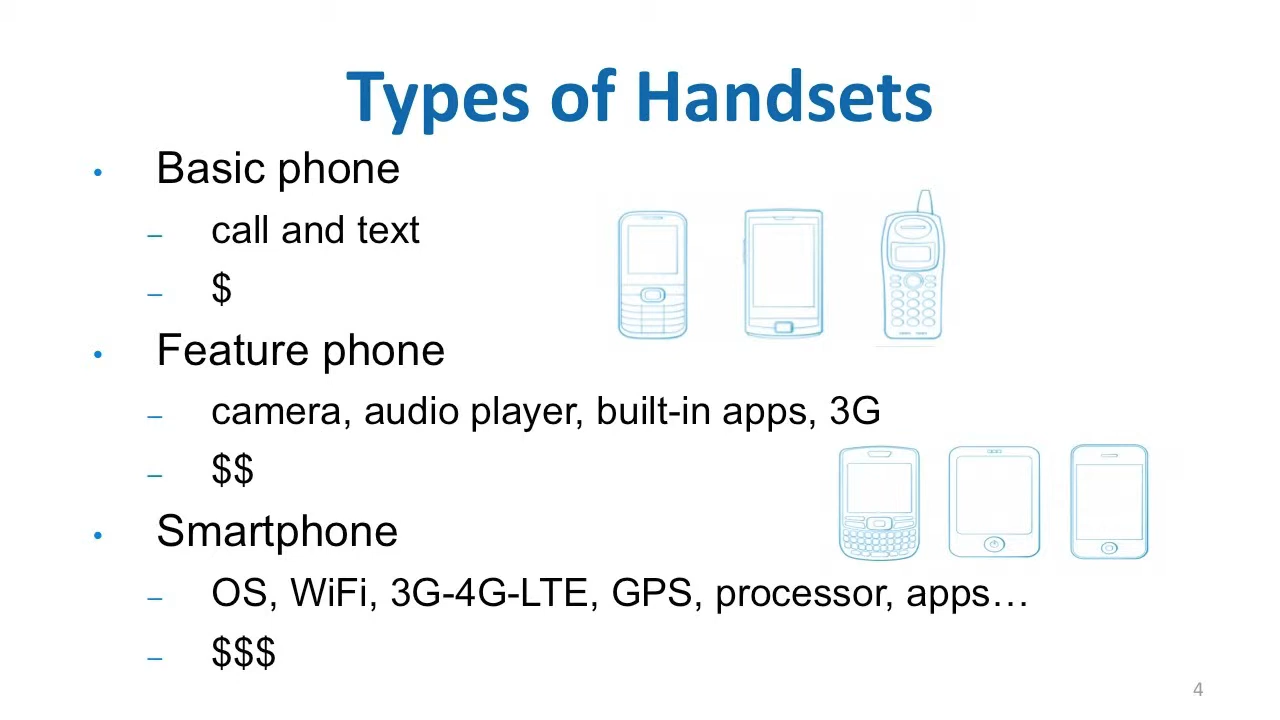 Types of Handsets
• Basic phone
– call and text
– $
• Feature phone
– camera, audio player, built-in apps, 3G
– $$
• Smartphone
– OS, WiFi, 3G-4G-LTE, GPS, processor, apps…
– $$$
4